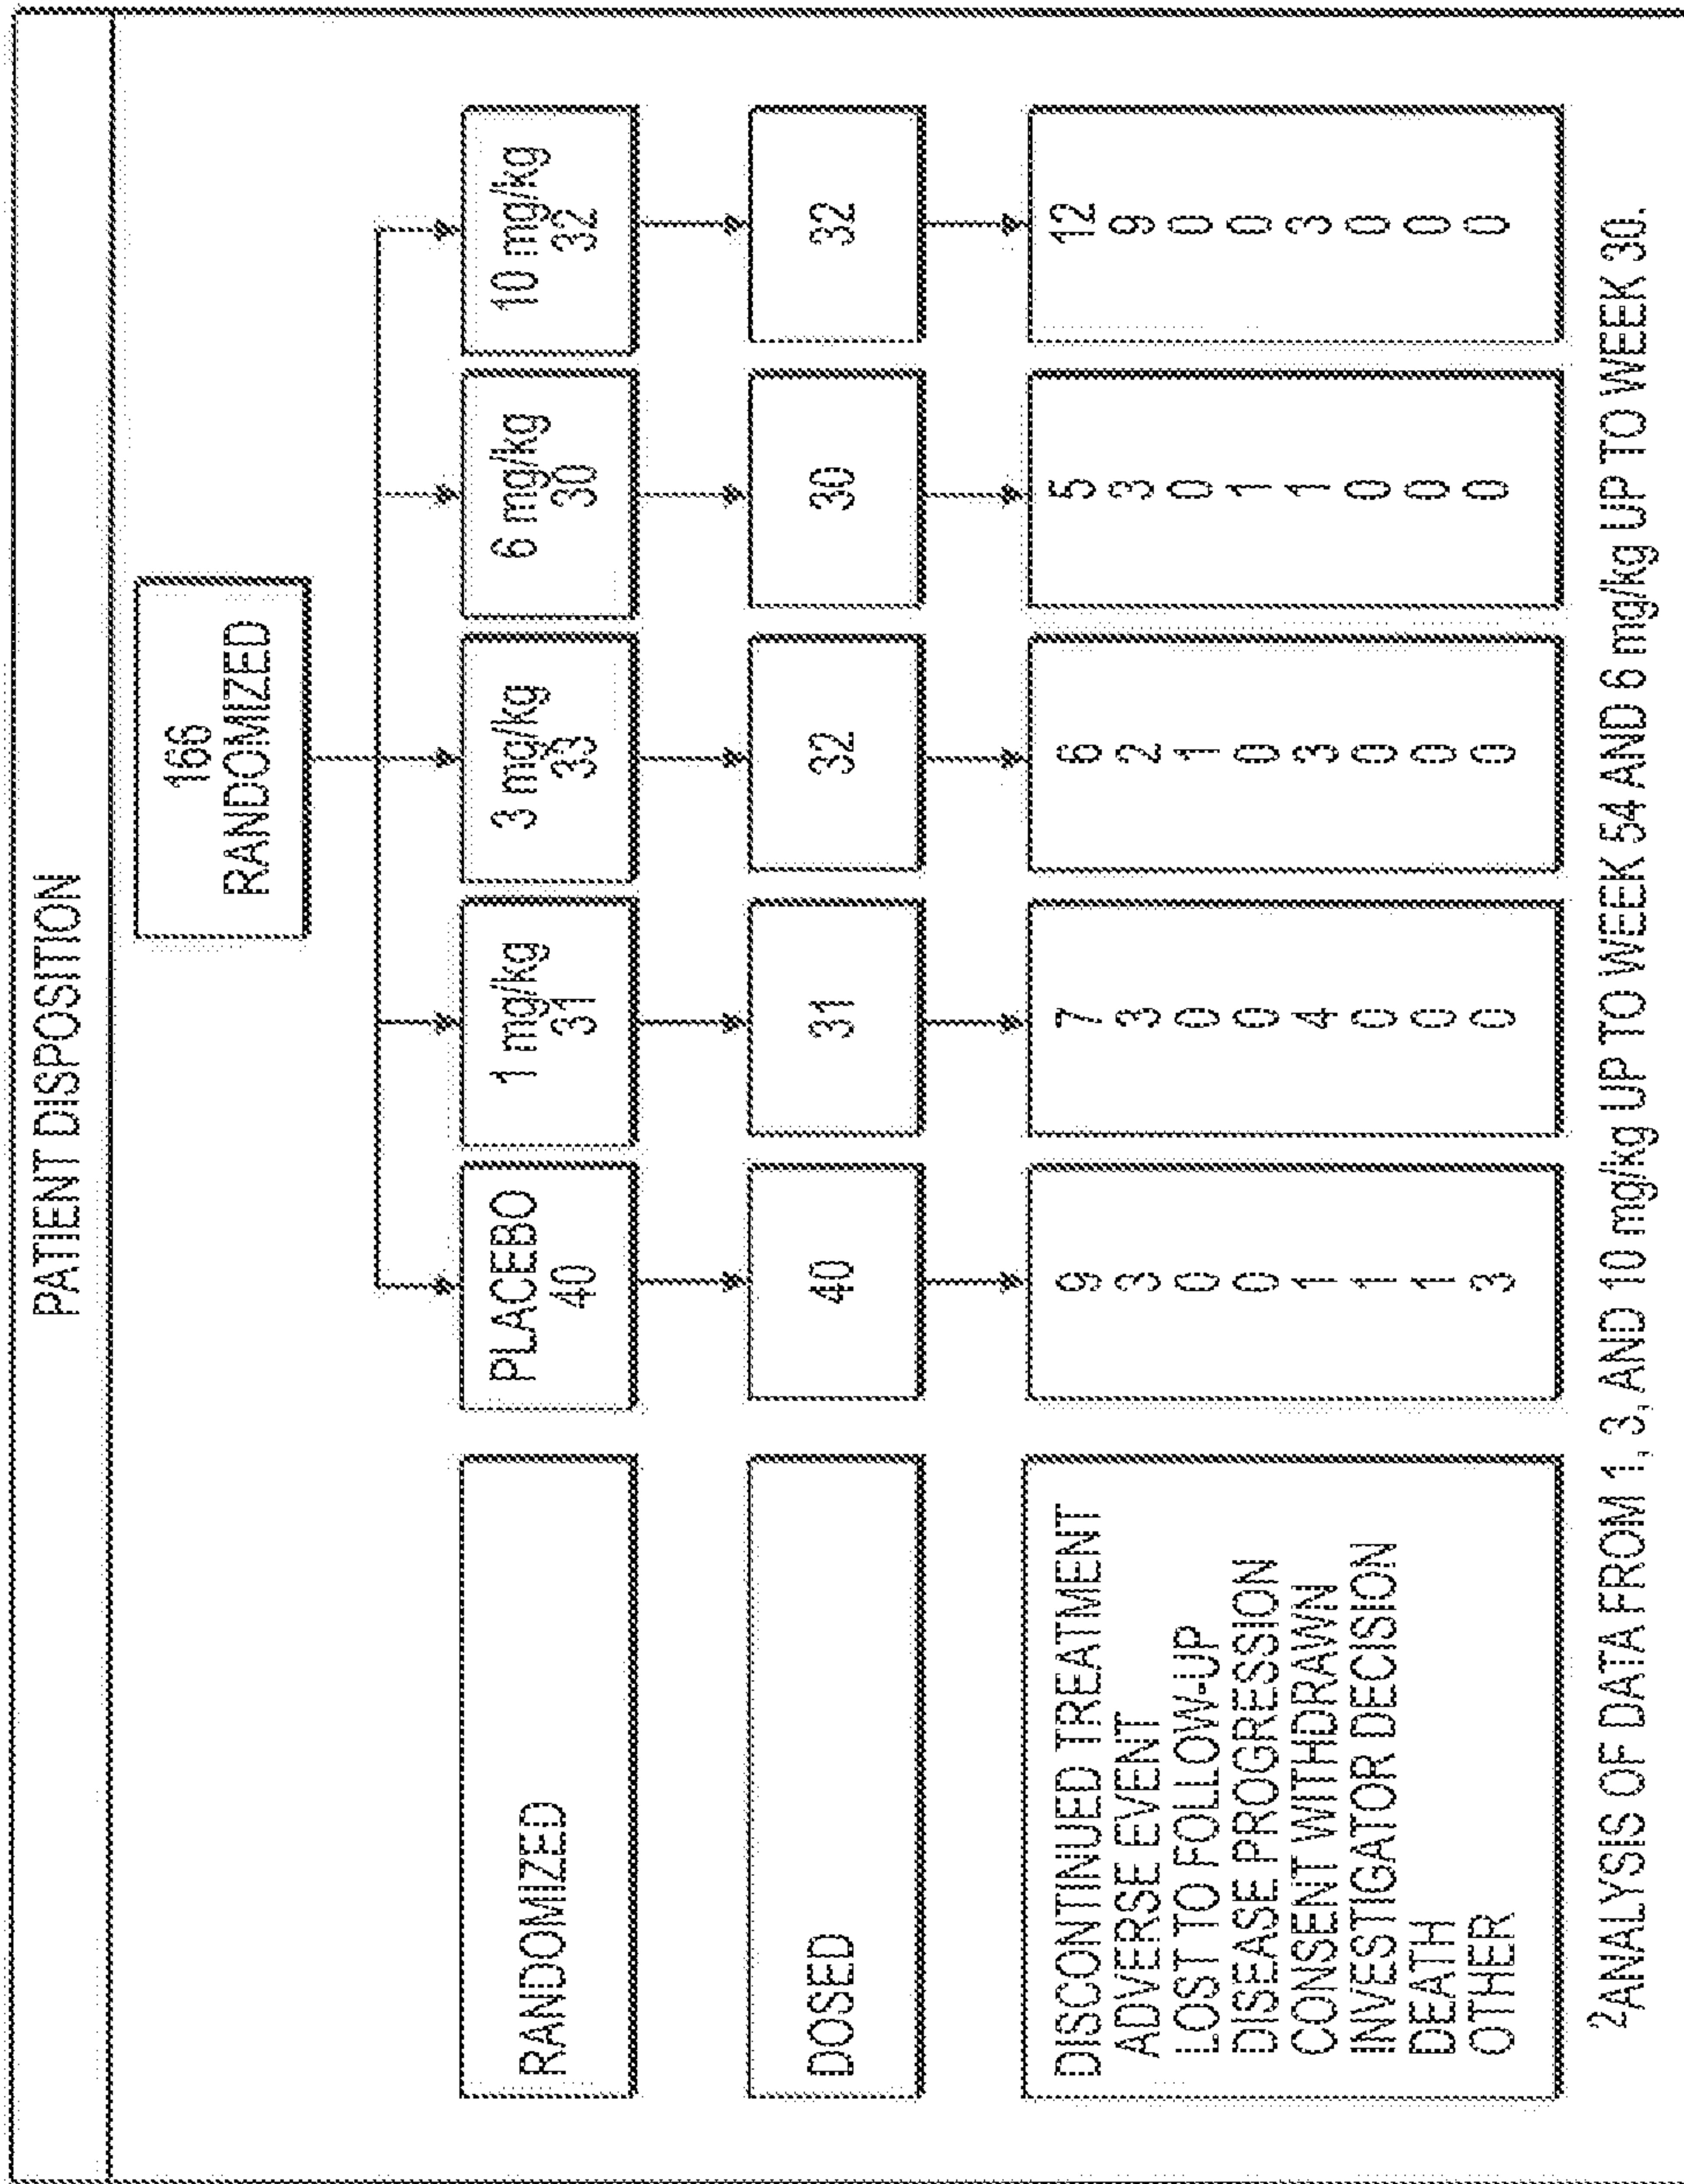 PATIENT DISPOSITION
166
RANDOMIZED
RANDOMIZED
PLACEBO
40
1 mg/kg
31
3 mg/kg
33
6 mg/kg
30
10 mg/kg
32
DOSED
40
31
32
30
32
DISCONTINUED TREATMENT 9 7 6 5 12
ADVERSE EVENT 3 3 2 3 9
LOST TO FOLLOW-UP 0 0 1 0 0
DISEASE PROGRESSION 0 0 0 1 0
CONSENT WITHDRAWN 1 4 3 1 3
INVESTIGATOR DECISION 1 0 0 0 0
DEATH 1 0 0 0 0
OTHER 3 0 0 0 0
²ANALYSIS OF DATA FROM 1, 3, AND 10 mg/kg UP TO WEEK 54 AND 6 mg/kg UP TO WEEK 30.